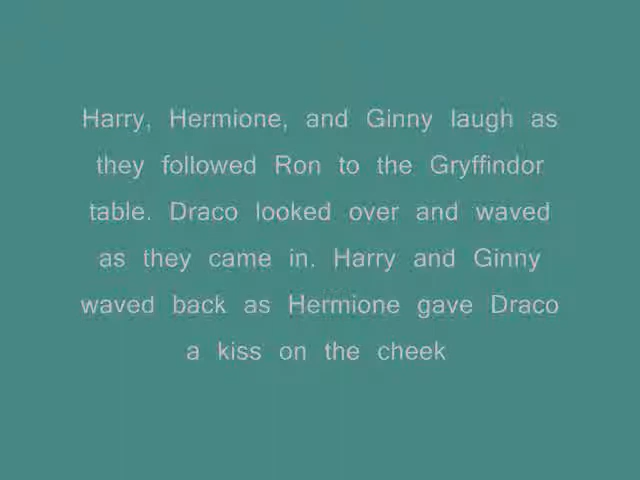 Harry, Hermione, and Ginny laugh as
they followed Ron to the Gryffindor
table. Draco looked over and waved
as they came in. Harry and Ginny
waved back as Hermione gave Draco
a kiss on the cheek